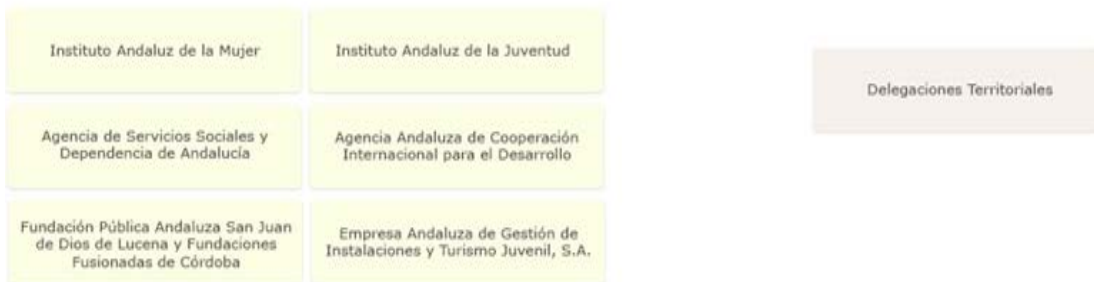 Instituto Andaluz de la Mujer
Instituto Andaluz de la Juventud
Delegaciones Territoriales
Agencia de Servicios Sociales y
Dependencia de Andalucía
Agencia Andaluza de Cooperación
Internacional para el Desarrollo
Fundación Pública Andaluza San Juan
de Dios de Lucena y Fundaciones
Fusionadas de Córdoba
Empresa Andaluza de Gestión de
Instalaciones y Turismo Juvenil, S.A.